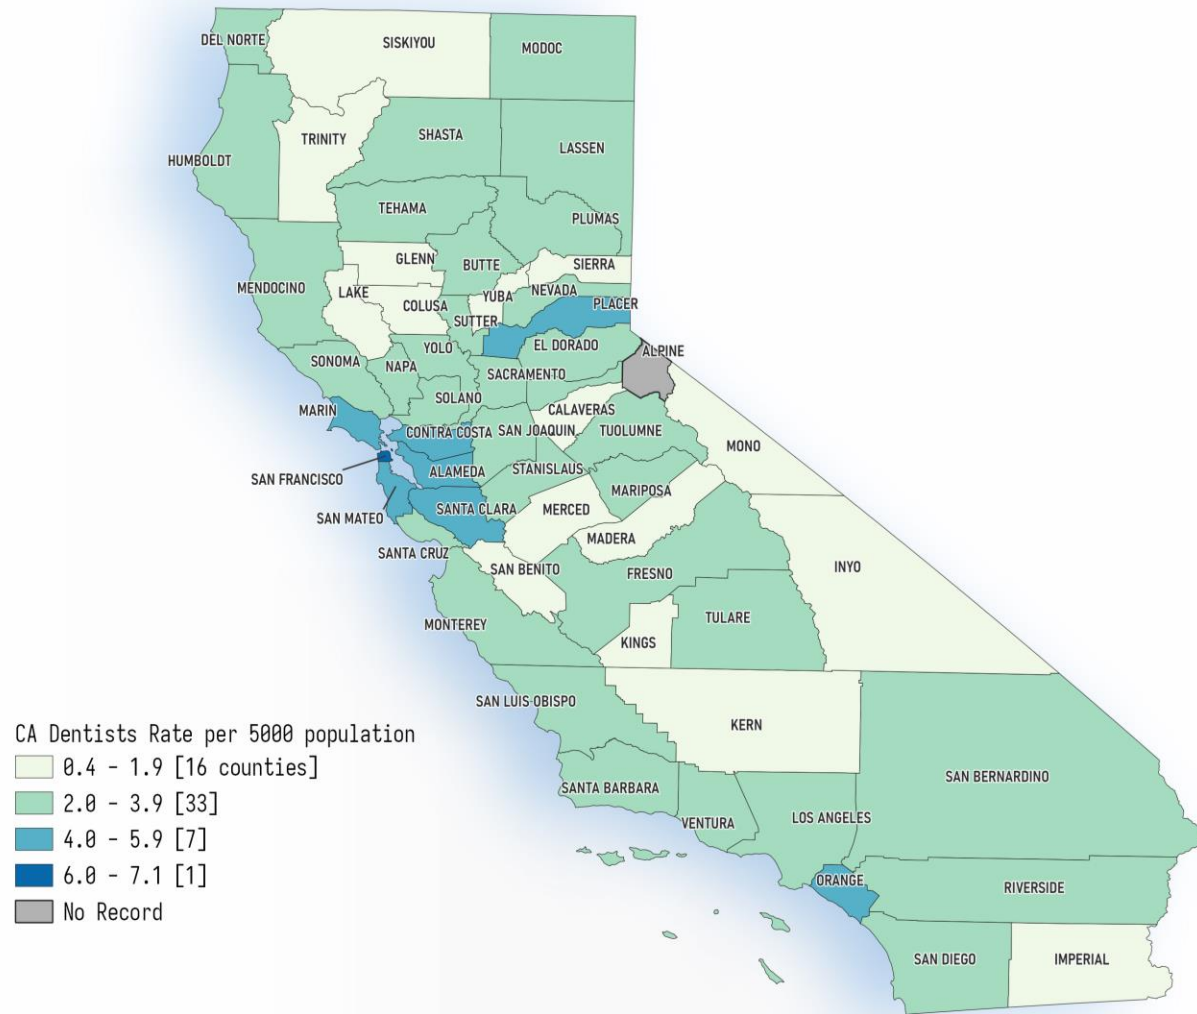 DEL NORTE
SISKIYOU
MODOC
TRINITY
SHASTA
LASSEN
HUMBOLDT
TEHAMA
PLUMAS
GLENN
BUTTE
SIERRA
MENDOCINO
LAKE
COLUSA
YUBA
NEVADA
PLACER
SUTTER
EL DORADO
YOLO
ALPINE
SONOMA
NAPA
SACRAMENTO
SOLANO
MARIN
CALAVERAS
CONTRA COSTA
SAN JOAQUIN
TUOLUMNE
MONO
SAN FRANCISCO
ALAMEDA
STANISLAUS
MARIPOSA
SAN MATEO
SANTA CLARA
MERCED
MADERA
SANTA CRUZ
SAN BENITO
FRESNO
INYO
MONTEREY
TULARE
KINGS
SAN LUIS OBISPO
KERN
CA Dentists Rate per 5000 population
0.4 - 1.9 [16 counties]
2.0 - 3.9 [33]
4.0 - 5.9 [7]
6.0 - 7.1 [1]
No Record
SAN BERNARDINO
SANTA BARBARA
VENTURA
LOS ANGELES
ORANGE
RIVERSIDE
SAN DIEGO
IMPERIAL